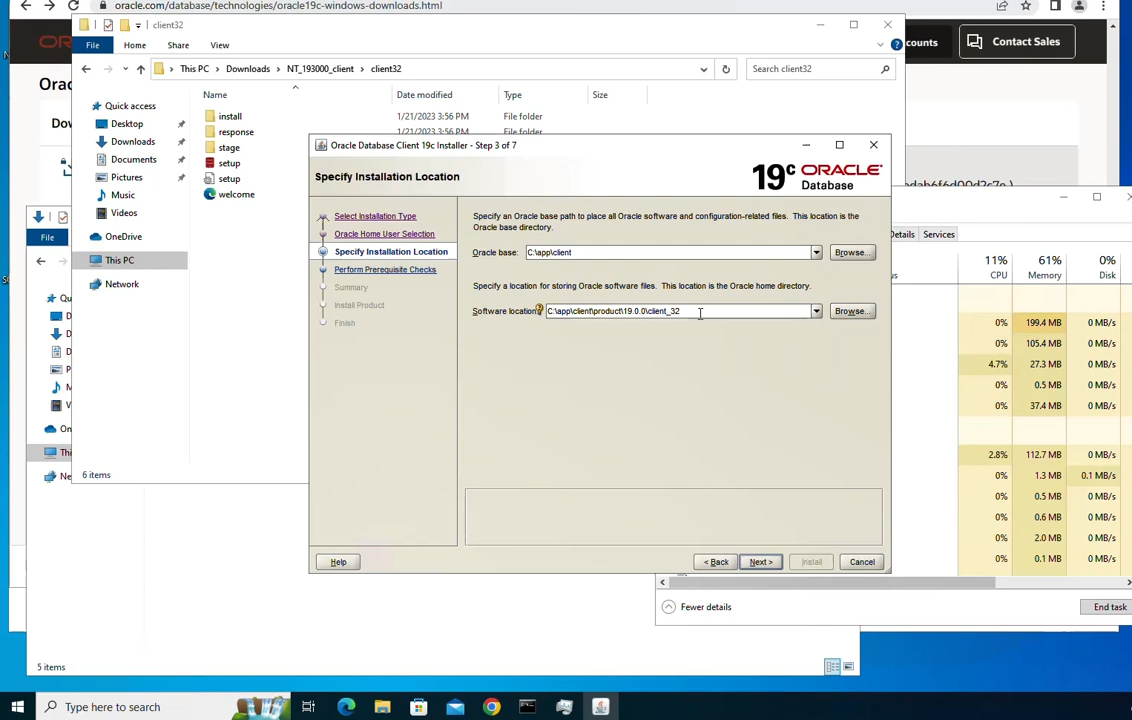 oracle.com/database/technologies/oracle19c-windows-downloads.html
client32
File Home Share View
ccounts
Contact Sales
This PC
Downloads
NT_193000_client
client32
Search client32
Name
Date modified
Type
Size
Quick access
Desktop
Downloads
Documents
Pictures
Music
Videos
OneDrive
This PC
Network
install 1/21/2023 3:56 PM File folder
response 1/21/2023 3:56 PM File folder
stage
setup
setup
welcome
6 items
File
5 items
Oracle Database Client 19c Installer - Step 3 of 7
Specify Installation Location
19c ORACLE
Database
Select Installation Type
Oracle Home User Selection
Specify Installation Location
Perform Prerequisite Checks
Summary
Install Product
Finish
Specify an Oracle base path to place all Oracle software and configuration-related files. This location is the
Oracle base directory.
Oracle base: C:\app\client Browse...
Specify a location for storing Oracle software files. This location is the Oracle home directory.
Software location: C:\app\client\product\19.0.0\client_32 Browse...
Help
< Back
Next >
Install
Cancel
Details Services
11% 61% 0%
CPU Memory Disk
0% 199.4 MB 0 MB/s
0% 105.4 MB 0 MB/s
4.7% 27.3 MB 0 MB/s
0% 0.5 MB 0 MB/s
0% 37.4 MB 0 MB/s
2.8% 112.7 MB 0 MB/s
0% 1.3 MB 0.1 MB/s
0% 0.5 MB 0 MB/s
0% 0.6 MB 0 MB/s
0% 2.0 MB 0 MB/s
0% 0.1 MB 0 MB/s
Fewer details
End task
Type here to search